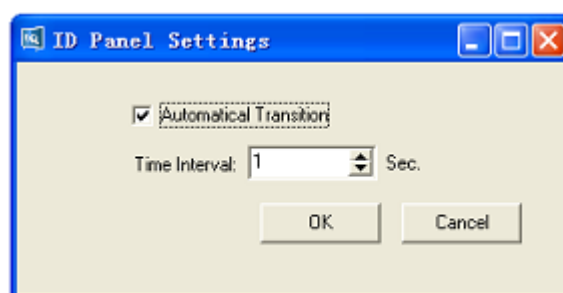 ID Panel Settings
Automatical Transition
Time Interval: 1 Sec.
OK Cancel